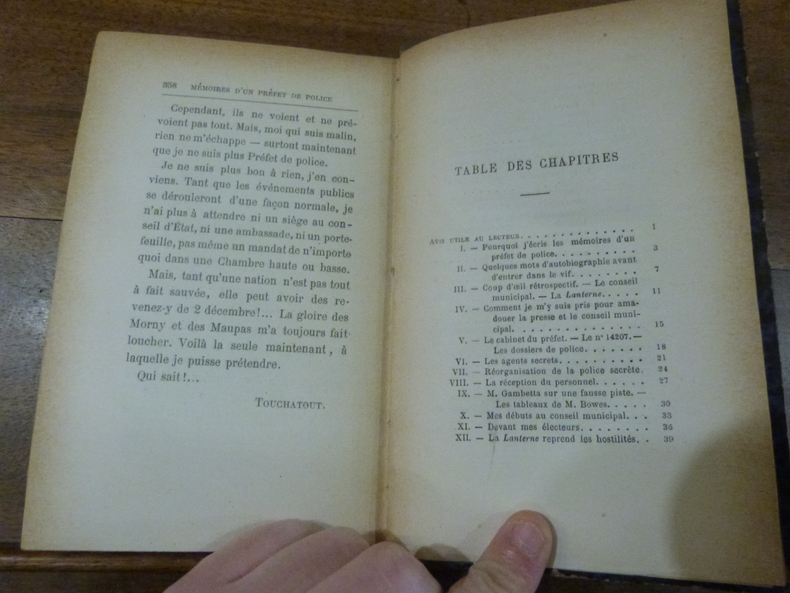 358 MÉMOIRES D'UN PRÉFET DE POLICE
Cependant, ils ne voient et ne pré-
voient pas tout. Mais, moi qui suis malin,
rien ne m'échappe — surtout maintenant
que je ne suis plus Préfet de police.
Je ne suis plus bon à rien, j'en con-
viens. Tant que les événements publics
se dérouleront d'une façon normale, je
n'ai plus à attendre ni un siège au con-
seil d'État, ni une ambassade, ni un porte-
feuille, pas même un mandat de n'importe
quoi dans une Chambre haute ou basse.
Mais, tant qu'une nation n'est pas tout
à fait sauvée, elle peut avoir des re-
venez-y de 2 décembre!... La gloire des
Morny et des Maupas m'a toujours fait
loucher. Voilà la seule maintenant, à
laquelle je puisse prétendre.
Qui sait!...
TOUCHATOUT.
TABLE DES CHAPITRES
AVIS UTILE AU LECTEUR. . . . . . . . . . . . . . 1
I. — Pourquoi j'écris les mémoires d'un
préfet de police. . . . . . . . . . . 3
II. — Quelques mots d'autobiographie avant
d'entrer dans le vif. . . . . . . . . 7
III. — Coup d'œil rétrospectif. — Le conseil
municipal. — La Lanterne. . . . . 11
IV. — Comment je m'y suis pris pour ama-
douer la presse et le conseil muni-
cipal. . . . . . . . . . . . . . . . 15
V. — Le cabinet du préfet. — Le n° 14207. —
Les dossiers de police. . . . . . . 18
VI. — Les agents secrets. . . . . . . . . . 21
VII. — Réorganisation de la police secrète. 24
VIII. — La réception du personnel. . . . . . 27
IX. — M. Gambetta sur une fausse piste. —
Les tableaux de M. Bowes. . . . . 30
X. — Mes débuts au conseil municipal. . . 33
XI. — Devant mes électeurs. . . . . . . . 36
XII. — La Lanterne reprend les hostilités. . 39